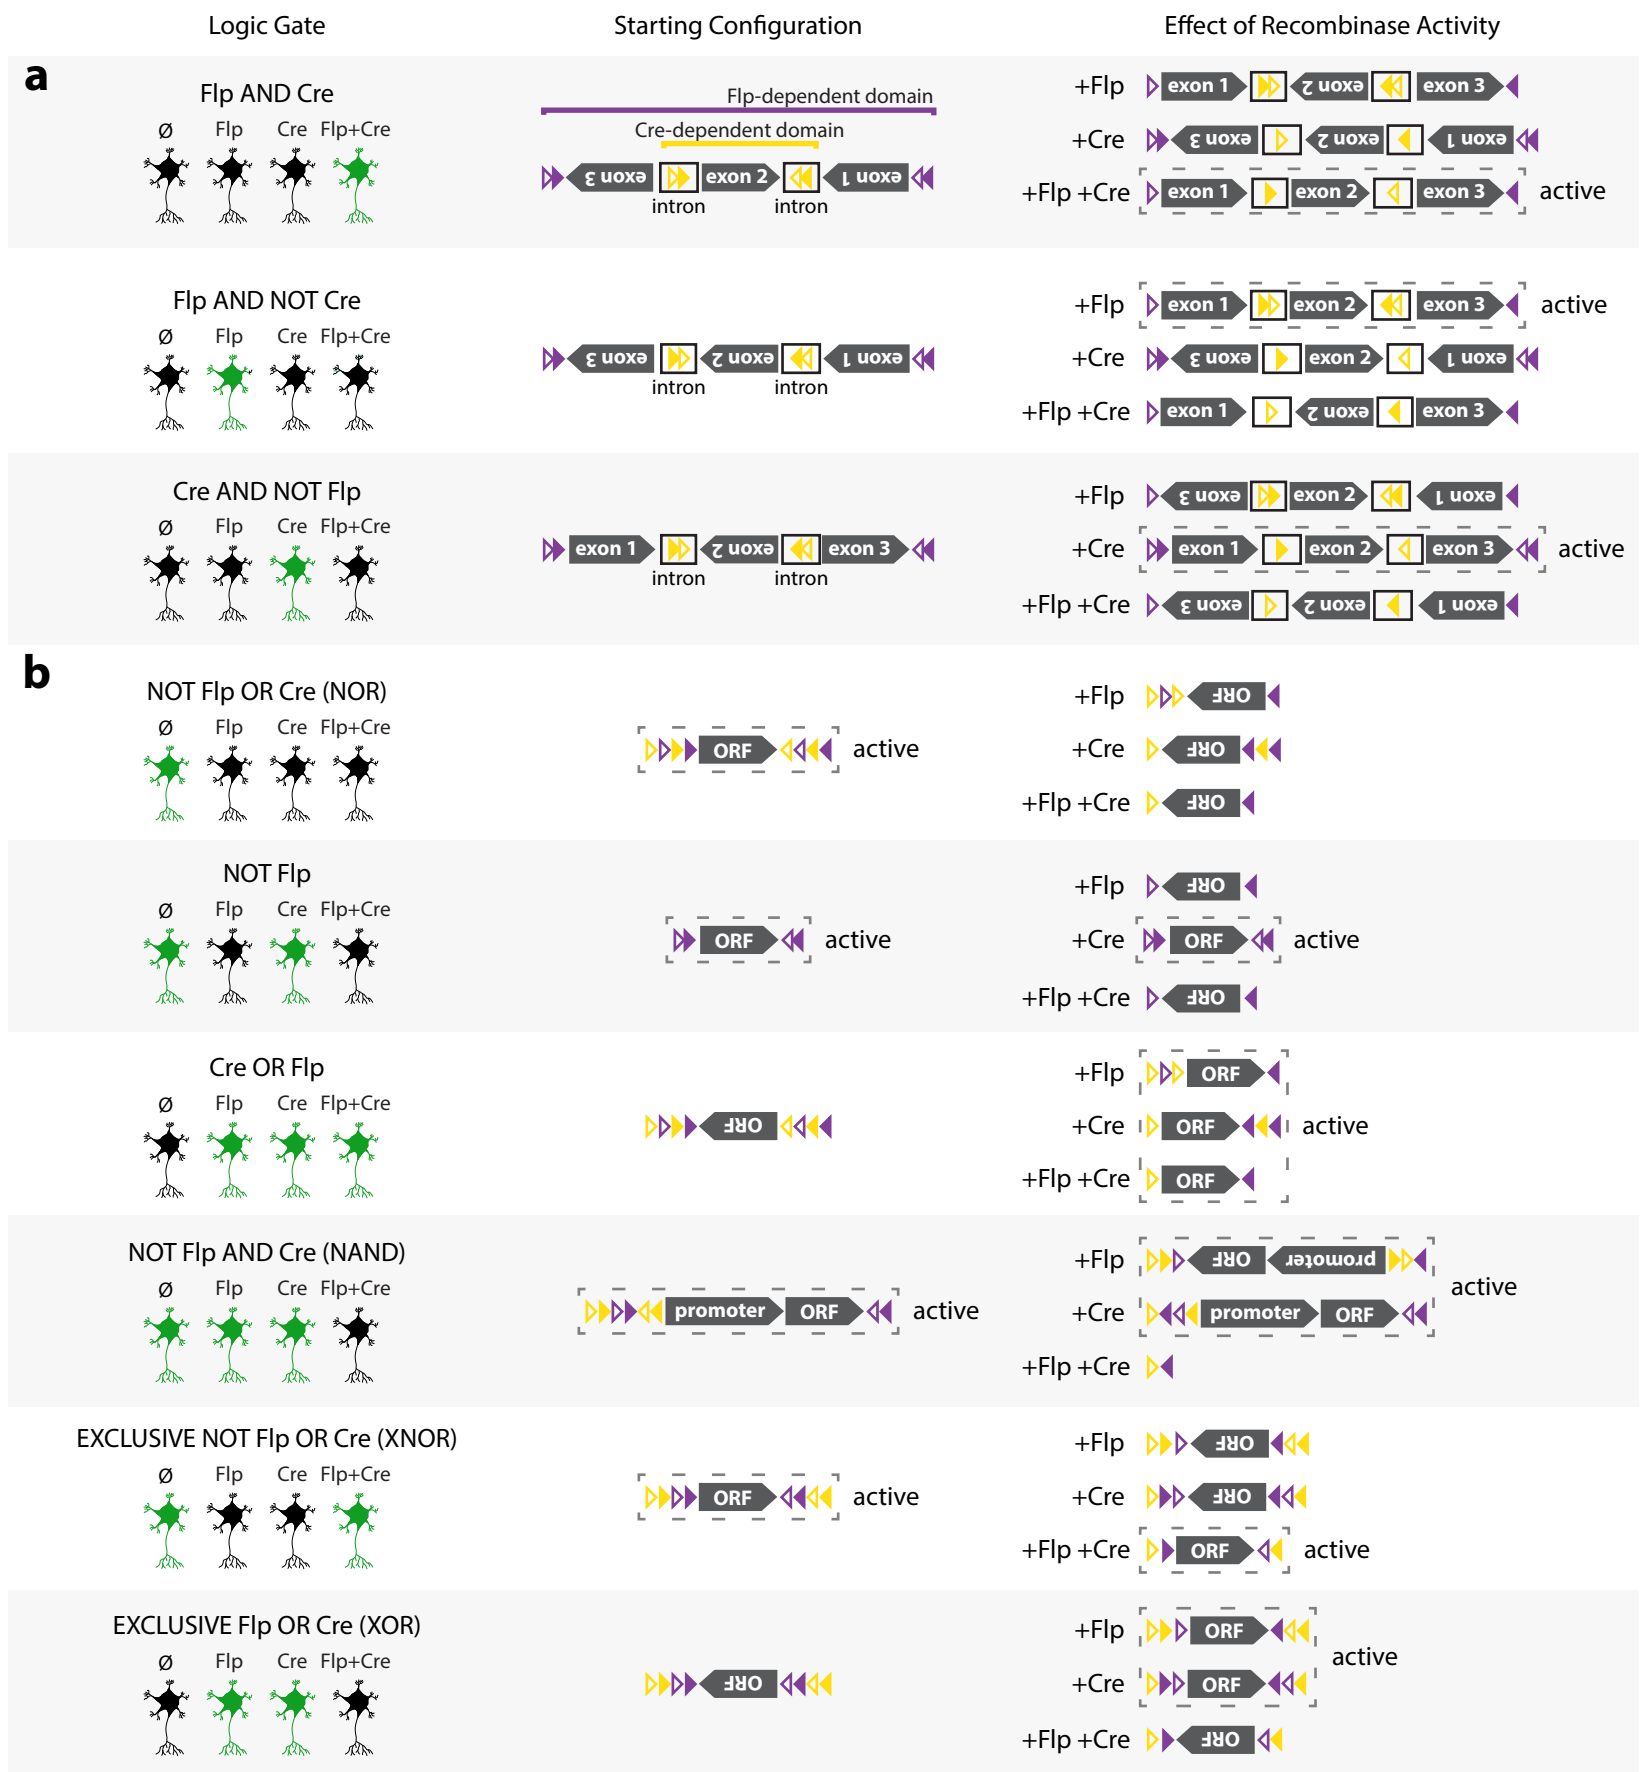 Logic Gate Starting Configuration Effect of Recombinase Activity
a
Flp AND Cre
Ø Flp Cre Flp+Cre
Flp-dependent domain
Cre-dependent domain
exon 3 exon 2 exon 1
intron intron
+Flp exon 1 exon 2 exon 3
+Cre exon 3 exon 2 exon 1
+Flp +Cre exon 1 exon 2 exon 3 active
Flp AND NOT Cre
Ø Flp Cre Flp+Cre
exon 3 exon 2 exon 1
intron intron
+Flp exon 1 exon 2 exon 3 active
+Cre exon 3 exon 2 exon 1
+Flp +Cre exon 1 exon 2 exon 3
Cre AND NOT Flp
Ø Flp Cre Flp+Cre
exon 1 exon 2 exon 3
intron intron
+Flp exon 3 exon 2 exon 1
+Cre exon 1 exon 2 exon 3 active
+Flp +Cre exon 3 exon 2 exon 1
b
NOT Flp OR Cre (NOR)
Ø Flp Cre Flp+Cre
ORF active
+Flp ORF
+Cre ORF
+Flp +Cre ORF
NOT Flp
Ø Flp Cre Flp+Cre
ORF active
+Flp ORF
+Cre ORF active
+Flp +Cre ORF
Cre OR Flp
Ø Flp Cre Flp+Cre
ORF
+Flp ORF
+Cre ORF active
+Flp +Cre ORF
NOT Flp AND Cre (NAND)
Ø Flp Cre Flp+Cre
promoter ORF active
+Flp ORF promoter
active
+Cre promoter ORF
+Flp +Cre
EXCLUSIVE NOT Flp OR Cre (XNOR)
Ø Flp Cre Flp+Cre
ORF active
+Flp ORF
+Cre ORF
+Flp +Cre ORF active
EXCLUSIVE Flp OR Cre (XOR)
Ø Flp Cre Flp+Cre
ORF
+Flp ORF
active
+Cre ORF
+Flp +Cre ORF